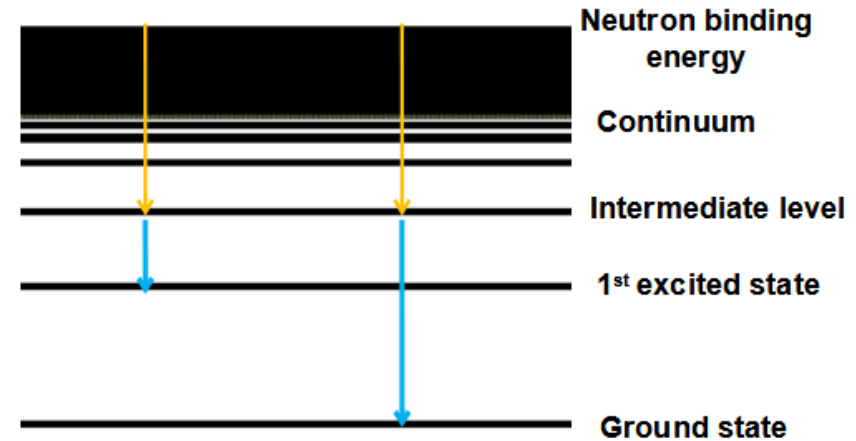 Neutron binding
energy
Continuum
Intermediate level
1st excited state
Ground state